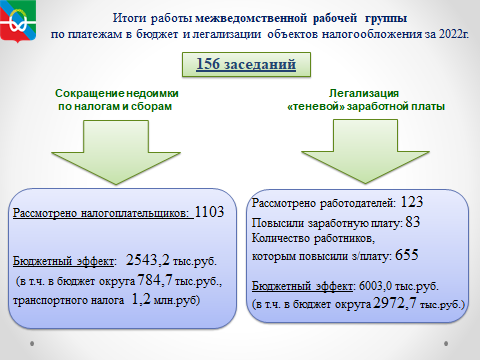 Итоги работы межведомственной рабочей группы
по платежам в бюджет и легализации объектов налогообложения за 2022г.
156 заседаний
Сокращение недоимки
по налогам и сборам
Рассмотрено налогоплательщиков: 1103
Бюджетный эффект: 2543,2 тыс.руб.
(в т.ч. в бюджет округа 784,7 тыс.руб.,
транспортного налога 1,2 млн.руб)
Легализация
«теневой» заработной платы
Рассмотрено работодателей: 123
Повысили заработную плату: 83
Количество работников,
которым повысили з/плату: 655
Бюджетный эффект: 6003,0 тыс.руб.
(в т.ч. в бюджет округа 2972,7 тыс.руб.)